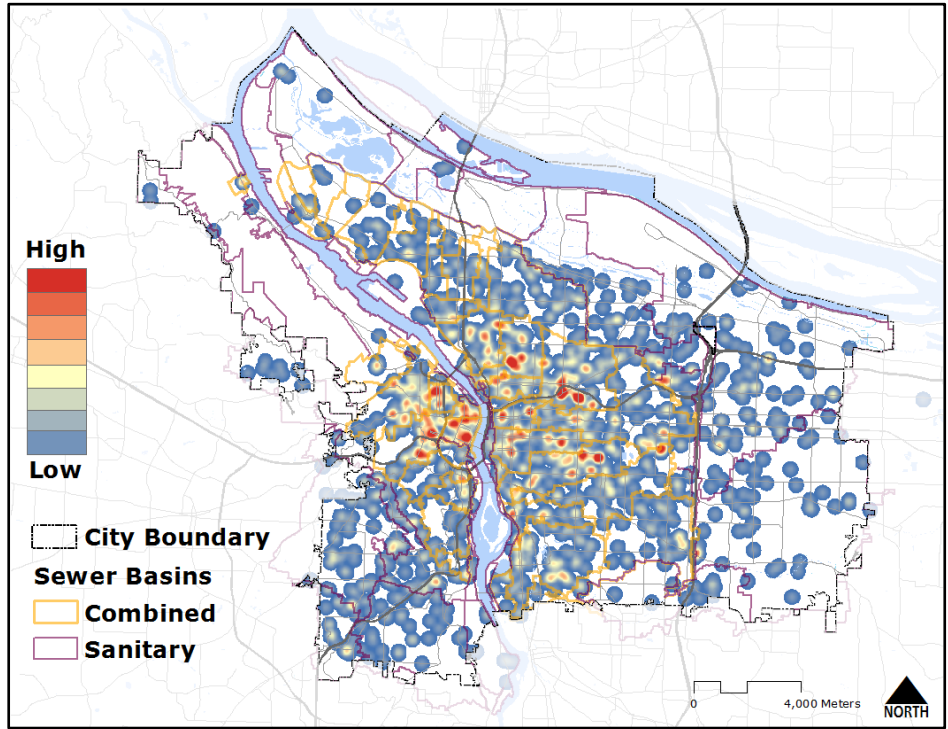 High
Low
City Boundary
Sewer Basins
Combined
Sanitary
0
4,000 Meters
NORTH